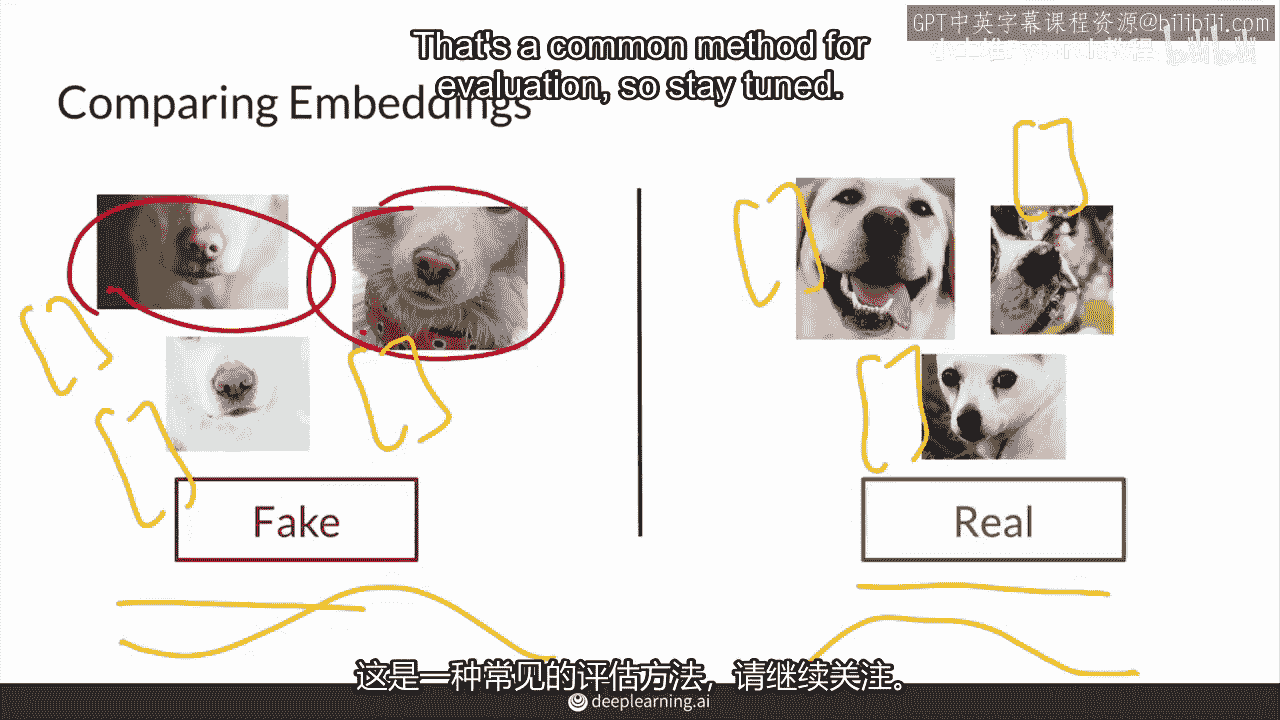 GPT中英字幕课程资源@bilibili.com
That's a common method for
evaluation, so stay tuned.
Comparing Embeddings
Fake
Real
这是一种常见的评估方法，请继续关注。
deeplearning.ai